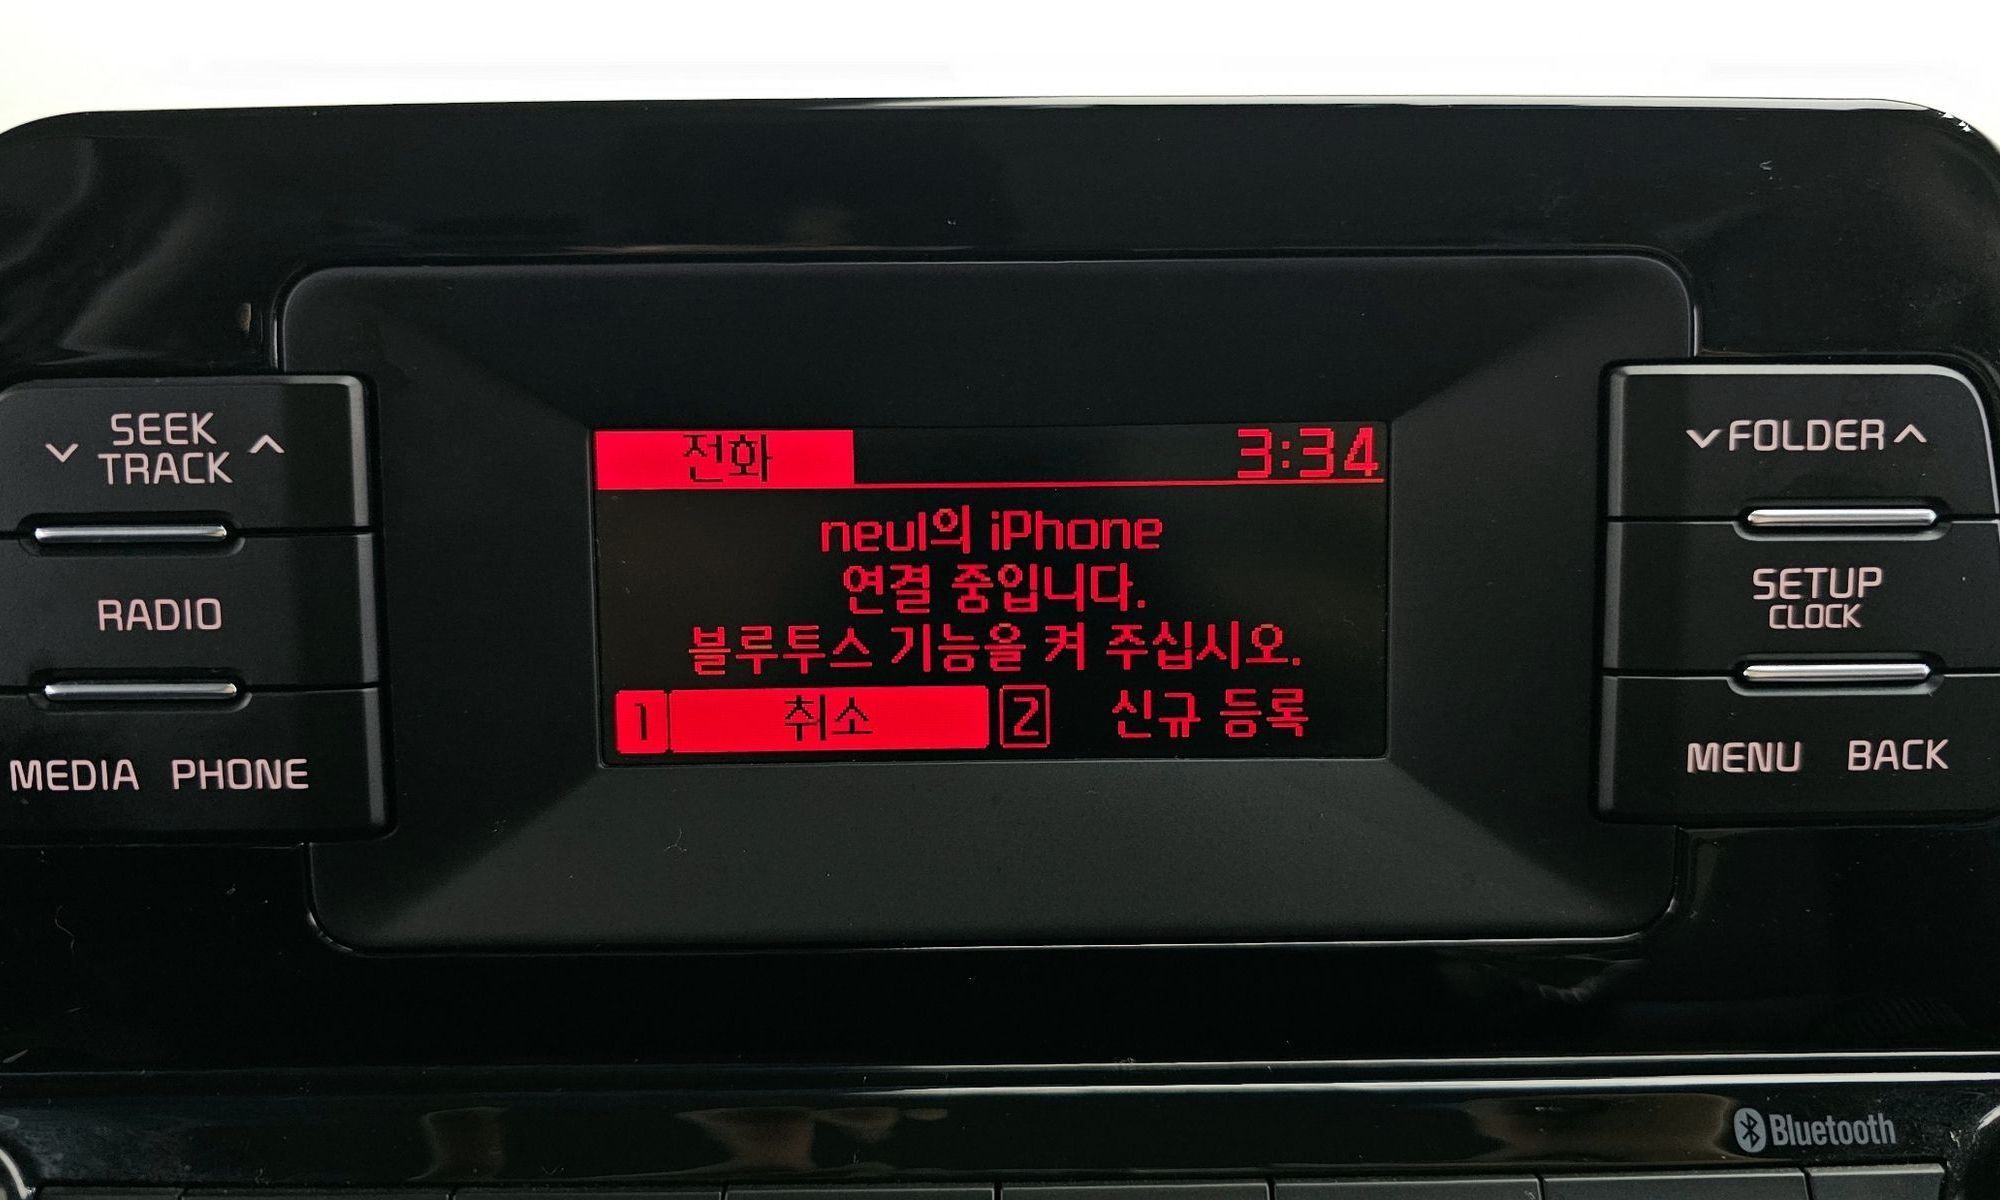 SEEK
TRACK
RADIO
MEDIA PHONE
전화 3:34
neul의 iPhone
연결 중입니다.
블루투스 기능을 켜 주십시오.
1 취소 2 신규 등록
FOLDER
SETUP
CLOCK
MENU BACK
Bluetooth